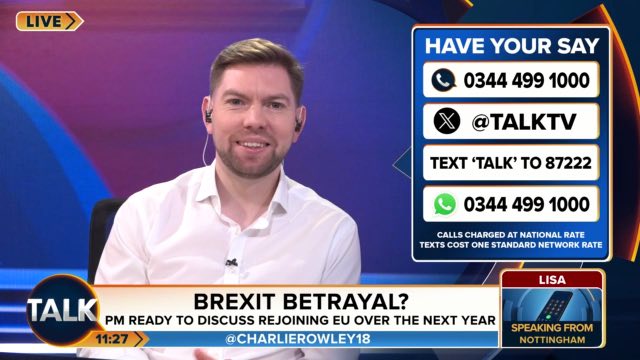 LIVE
HAVE YOUR SAY
0344 499 1000
X @TALKTV
TEXT ‘TALK’ TO 87222
0344 499 1000
CALLS CHARGED AT NATIONAL RATE
TEXTS COST ONE STANDARD NETWORK RATE
LISA
SPEAKING FROM
NOTTINGHAM
TALK
11:27
BREXIT BETRAYAL?
PM READY TO DISCUSS REJOINING EU OVER THE NEXT YEAR
@CHARLIEROWLEY18